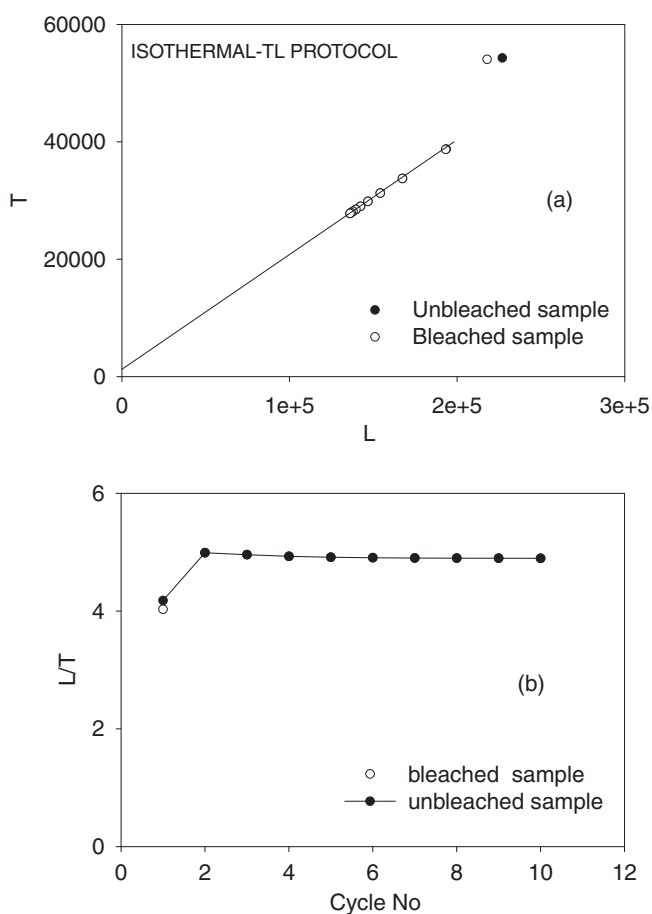 60000
ISOTHERMAL-TL PROTOCOL
40000
T
(a)
20000
Unbleached sample
Bleached sample
0
0 1e+5 2e+5 3e+5
L
6
4
L/T
(b)
2
bleached sample
unbleached sample
0
0 2 4 6 8 10 12
Cycle No